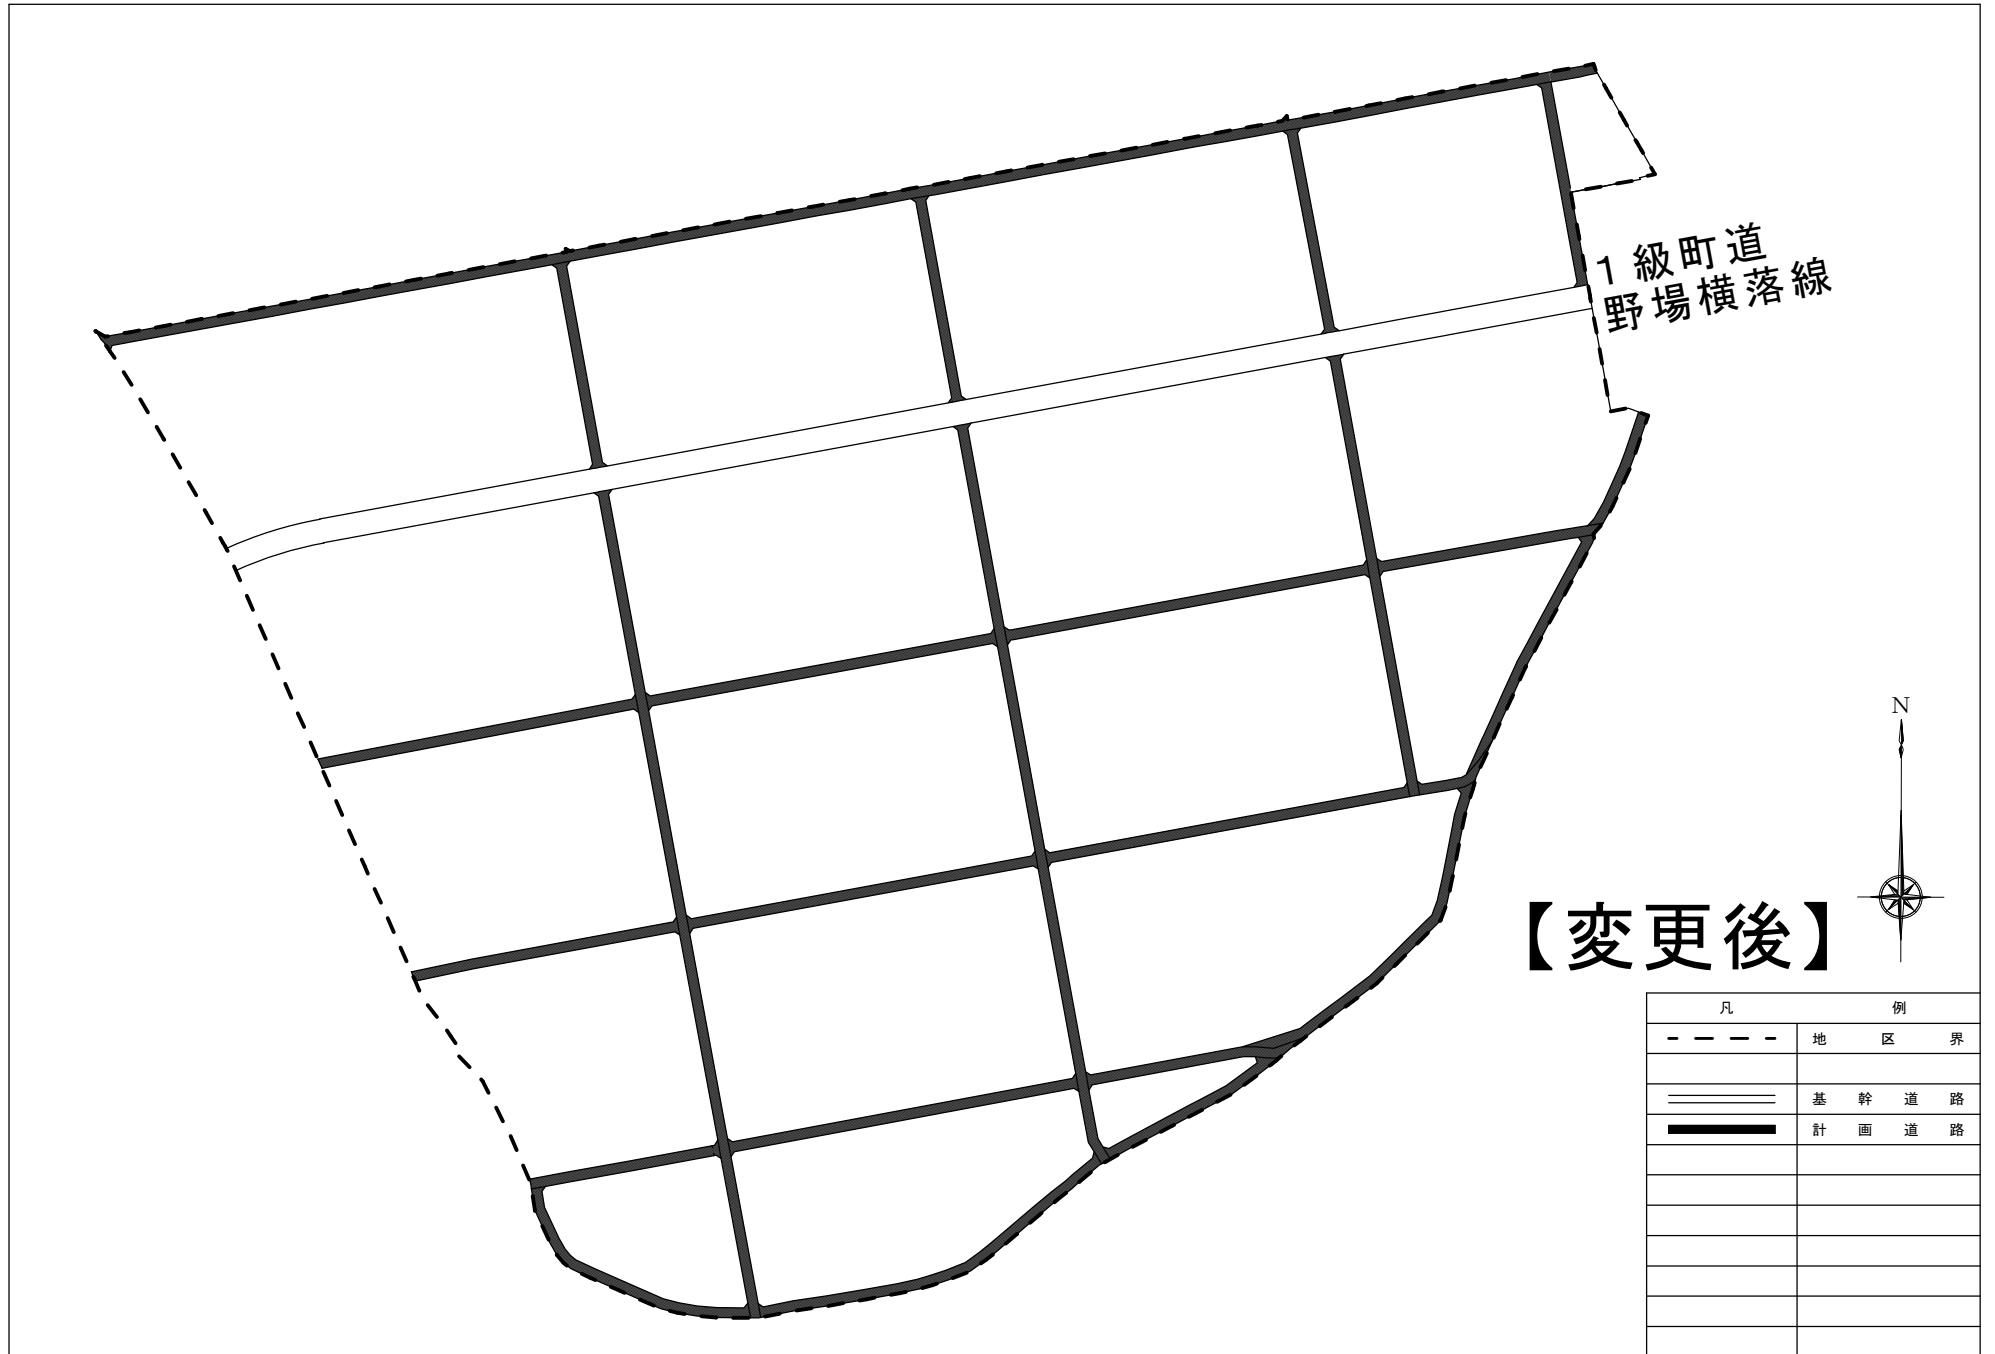 1級町道
野場横落線
N
【変更後】
凡例
地区界
基幹道路
計画道路